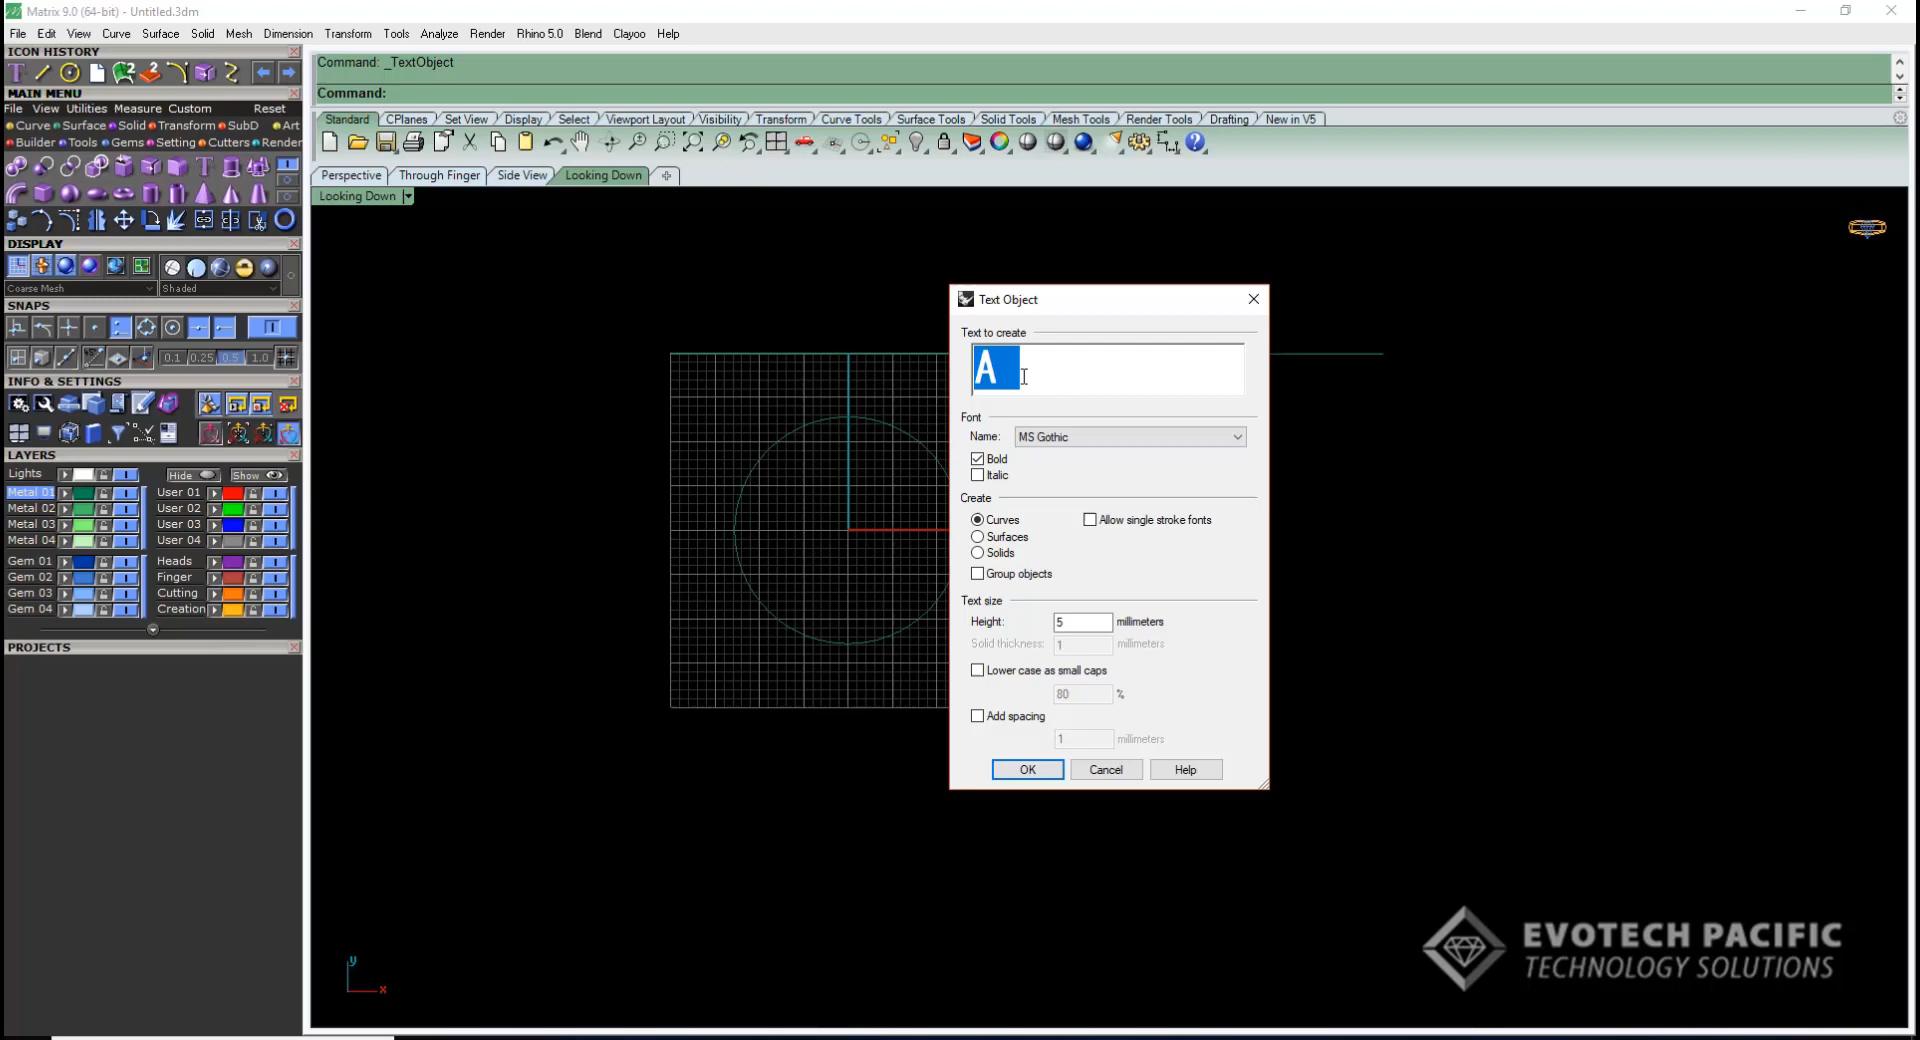 Matrix 9.0 (64-bit) - Untitled.3dm
File Edit View Curve Surface Solid Mesh Dimension Transform Tools Analyze Render Rhino 5.0 Blend Clayoo Help
ICON HISTORY
MAIN MENU
File View Utilities Measure Custom Reset
Curve Surface Solid Transform SubD Art
Builder Tools Gems Setting Cutters Render
DISPLAY
Coarse Mesh Shaded
SNAPS
0.1 0.25 0.5 1.0
INFO & SETTINGS
LAYERS
Lights Hide Show
Metal 01 User 01
Metal 02 User 02
Metal 03 User 03
Metal 04 User 04
Gem 01 Heads
Gem 02 Finger
Gem 03 Cutting
Gem 04 Creation
PROJECTS
Command: _TextObject
Command:
Standard CPlanes Set View Display Select Viewport Layout Visibility Transform Curve Tools Surface Tools Solid Tools Mesh Tools Render Tools Drafting New in V5
Perspective Through Finger Side View Looking Down
Looking Down
Text Object
Text to create
A
Font
Name: MS Gothic
Bold
Italic
Create
Curves Allow single stroke fonts
Surfaces
Solids
Group objects
Text size
Height: 5 millimeters
Solid thickness: 1 millimeters
Lower case as small caps
80 %
Add spacing
1 millimeters
OK Cancel Help
y
x
EVOTECH PACIFIC
TECHNOLOGY SOLUTIONS